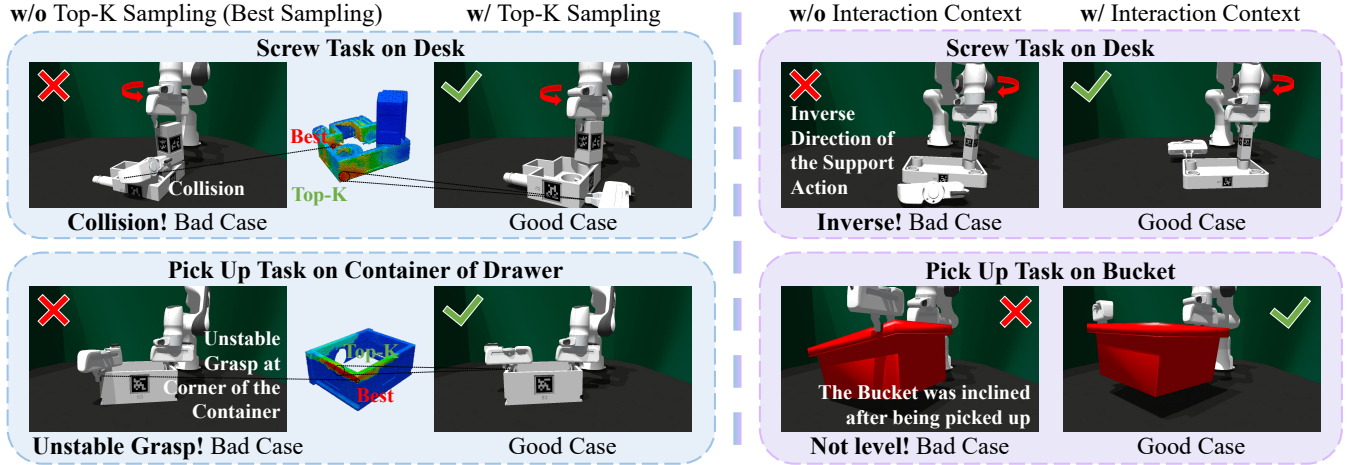 w/o Top-K Sampling (Best Sampling)
w/ Top-K Sampling
Screw Task on Desk
Collision
Best
Top-K
Collision! Bad Case
Good Case
Pick Up Task on Container of Drawer
Unstable
Grasp at
Corner of the
Container
Top-K
Best
Unstable Grasp! Bad Case
Good Case
w/o Interaction Context
w/ Interaction Context
Screw Task on Desk
Inverse
Direction of
the Support
Action
Inverse! Bad Case
Good Case
Pick Up Task on Bucket
The Bucket was inclined
after being picked up
Not level! Bad Case
Good Case